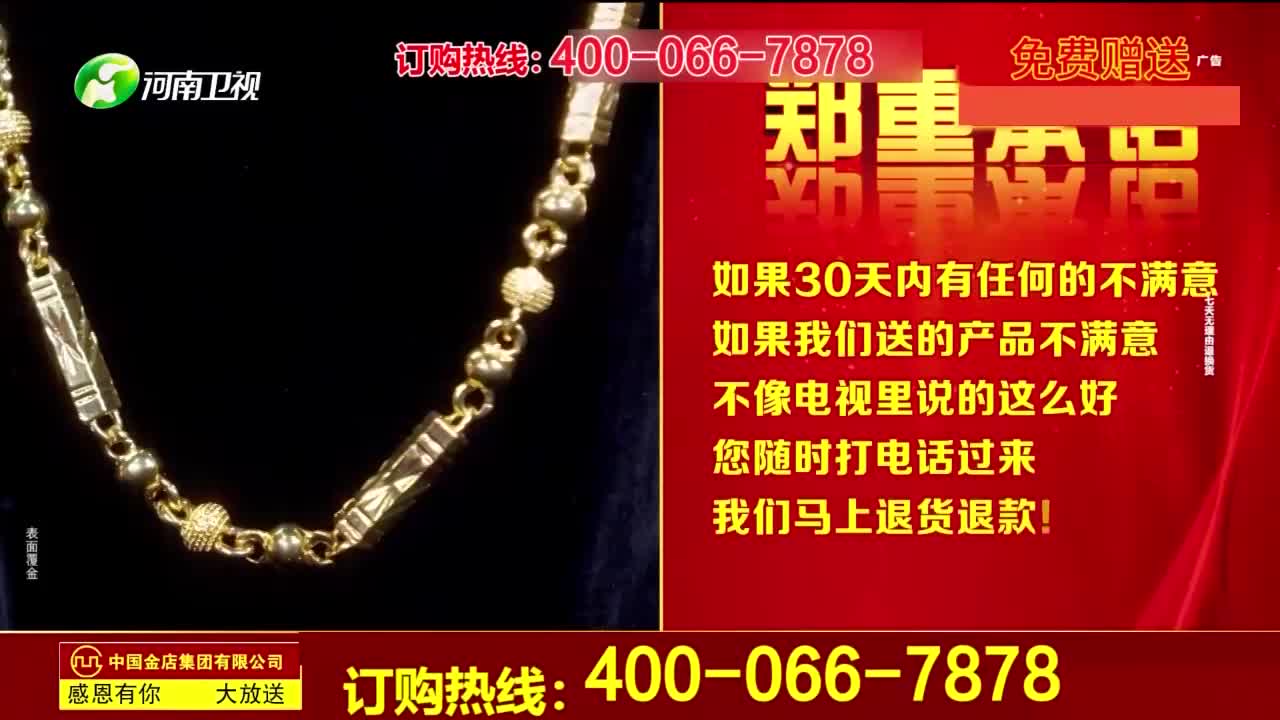 河南卫视
订购热线：400-066-7878
免费赠送
广告
郑重承诺
如果30天内有任何的不满意
如果我们送的产品不满意
不像电视里说的这么好
您随时打电话过来
我们马上退货退款！
七天无理由退换货
表面覆金
中国金店集团有限公司
感恩有你 大放送
订购热线：400-066-7878